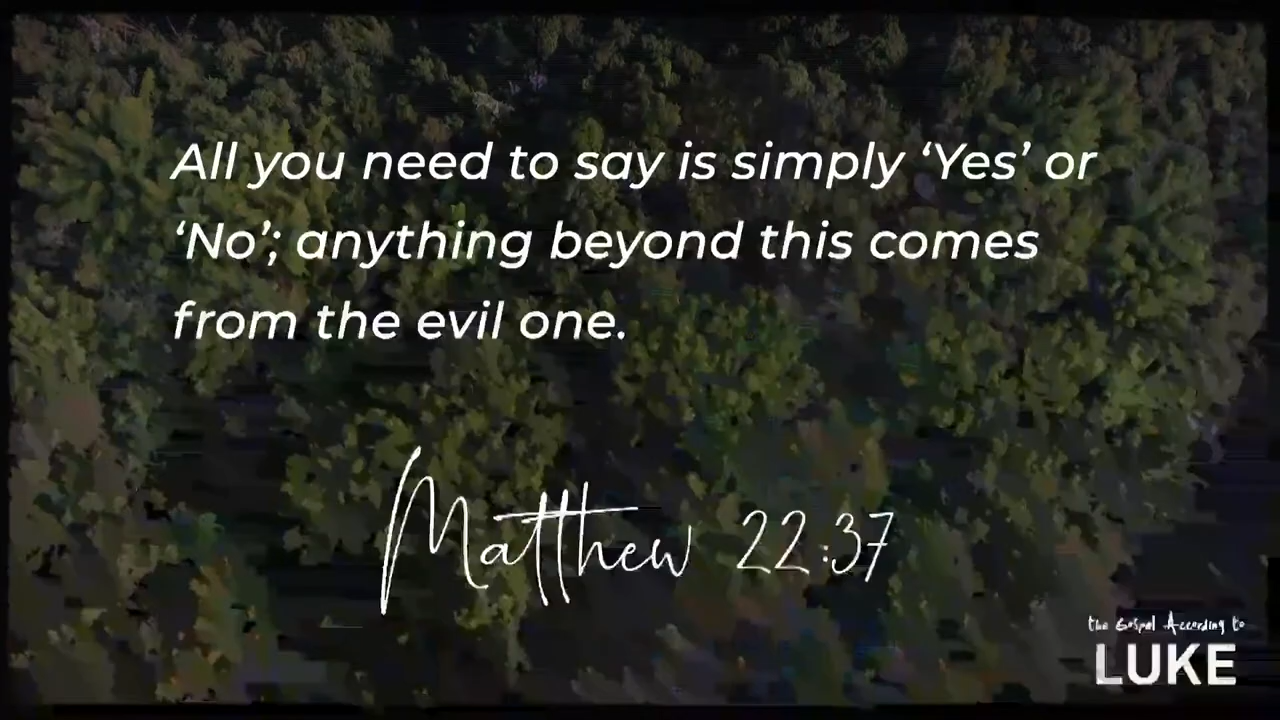 All you need to say is simply ‘Yes’ or
‘No’; anything beyond this comes
from the evil one.
Matthew 22:37
the Gospel According to
LUKE